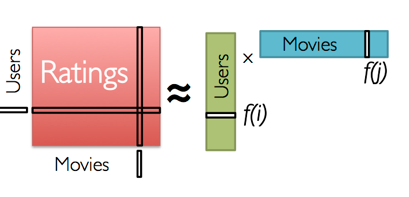 Users
Ratings
Movies
≈
Users
f(i)
x
Movies
f(j)